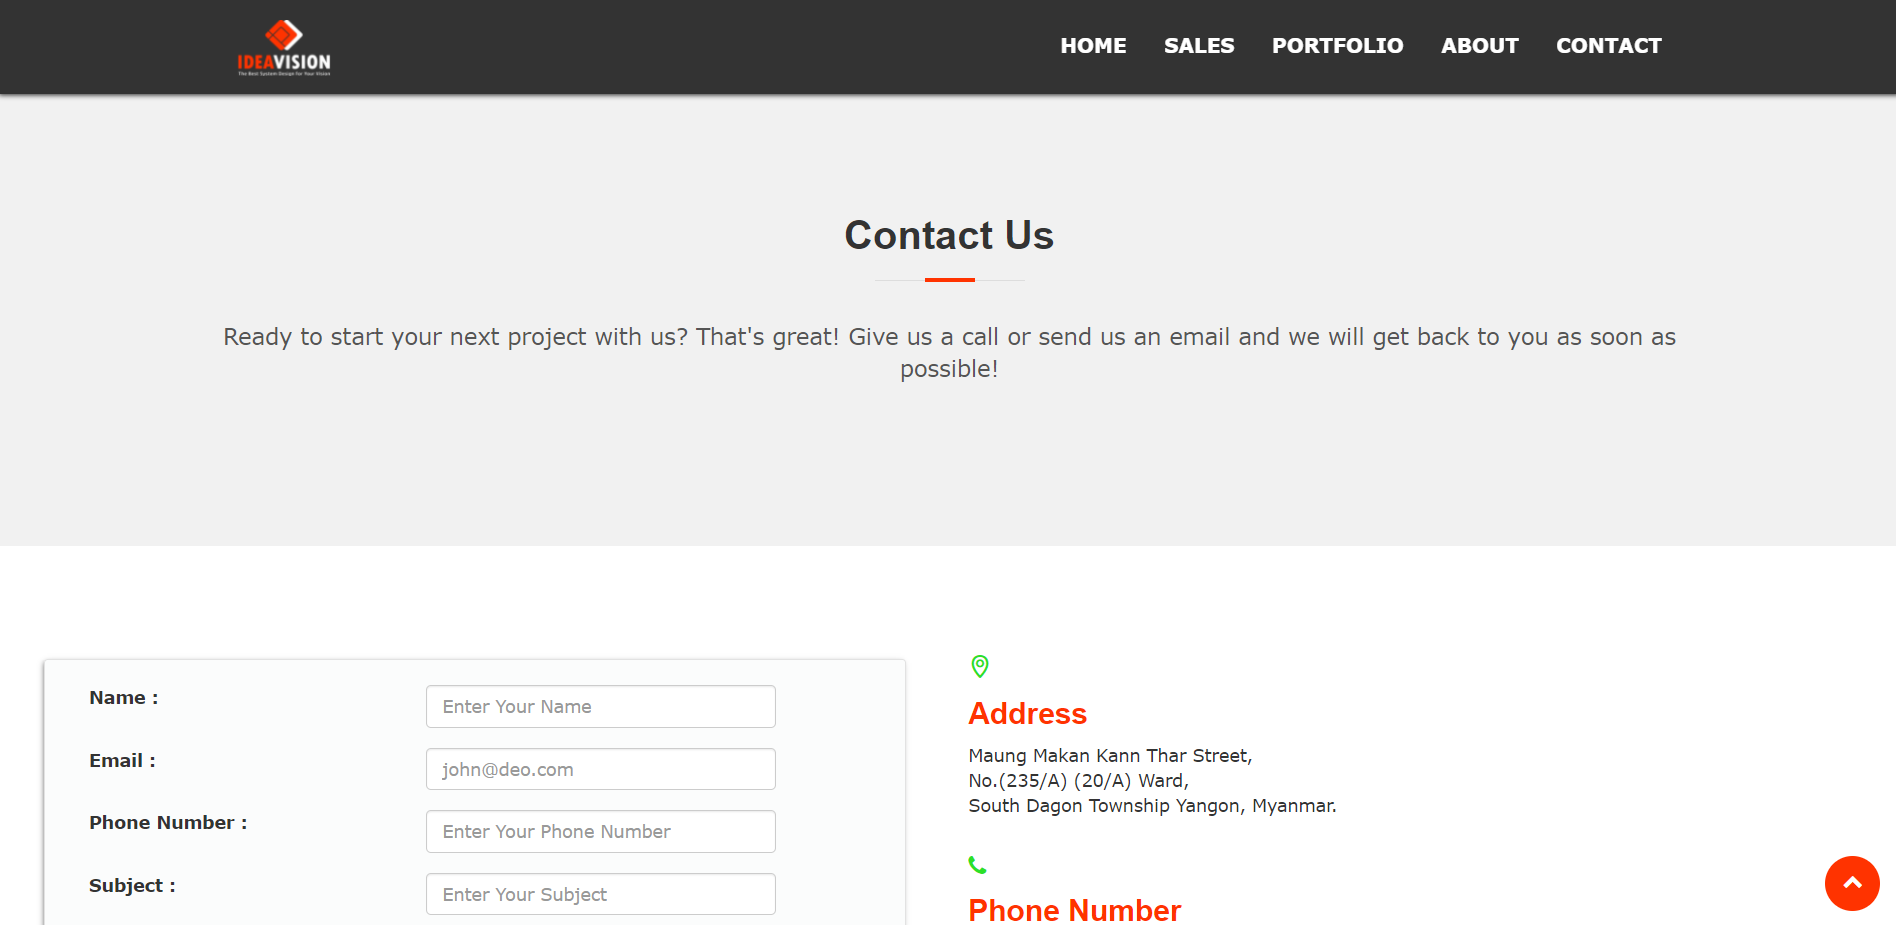 IDEAVISION
The Best System Design For Your Vision
HOME SALES PORTFOLIO ABOUT CONTACT
Contact Us
Ready to start your next project with us? That's great! Give us a call or send us an email and we will get back to you as soon as
possible!
Name :
Enter Your Name
Email :
john@deo.com
Phone Number :
Enter Your Phone Number
Subject :
Enter Your Subject
Address
Maung Makan Kann Thar Street,
No.(235/A) (20/A) Ward,
South Dagon Township Yangon, Myanmar.
Phone Number